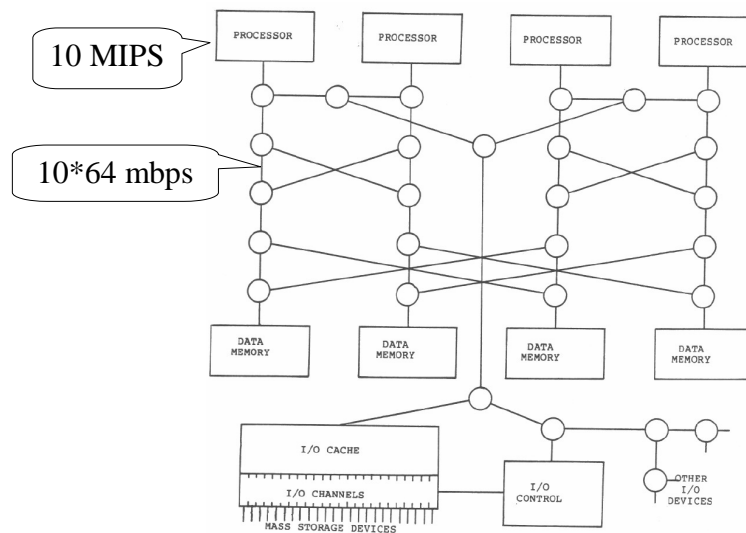 PROCESSOR
PROCESSOR
PROCESSOR
PROCESSOR
10 MIPS
10*64 mbps
DATA
MEMORY
DATA
MEMORY
DATA
MEMORY
DATA
MEMORY
I/O CACHE
I/O CHANNELS
MASS STORAGE DEVICES
I/O
CONTROL
OTHER
I/O
DEVICES